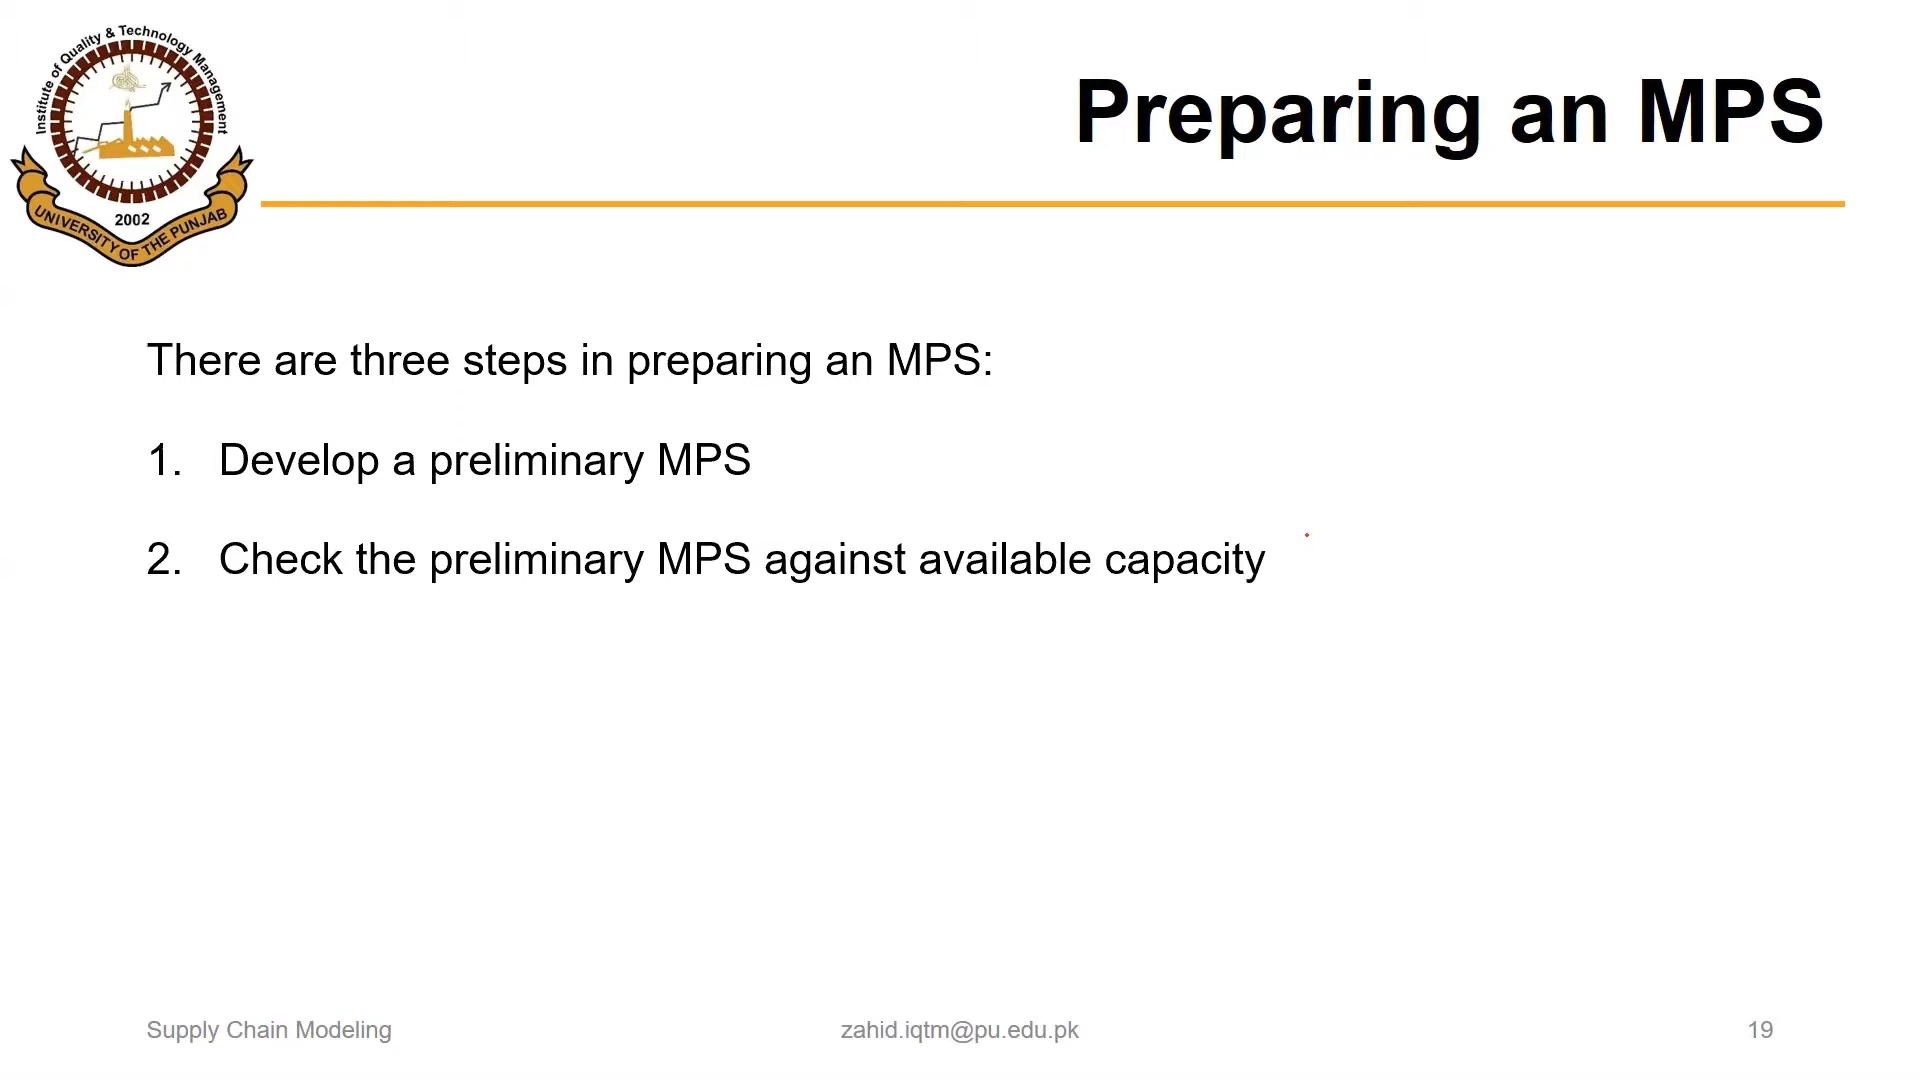 Institute of Quality & Technology Management
2002
UNIVERSITY OF THE PUNJAB
Preparing an MPS
There are three steps in preparing an MPS:
1. Develop a preliminary MPS
2. Check the preliminary MPS against available capacity
Supply Chain Modeling
zahid.iqtm@pu.edu.pk
19